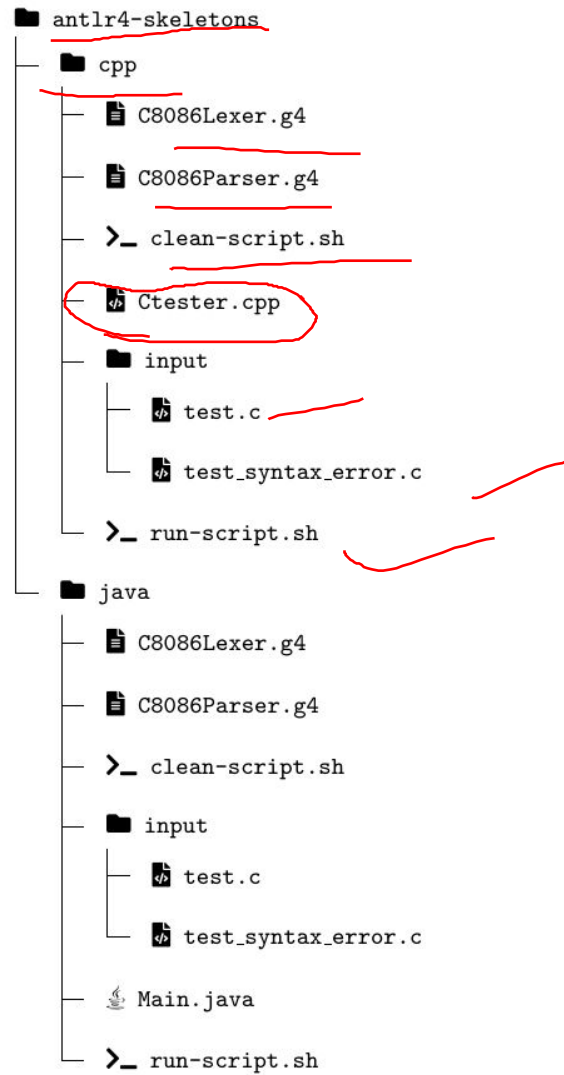 antlr4-skeletons
cpp
C8086Lexer.g4
C8086Parser.g4
clean-script.sh
Ctester.cpp
input
test.c
test_syntax_error.c
run-script.sh
java
C8086Lexer.g4
C8086Parser.g4
clean-script.sh
input
test.c
test_syntax_error.c
Main.java
run-script.sh